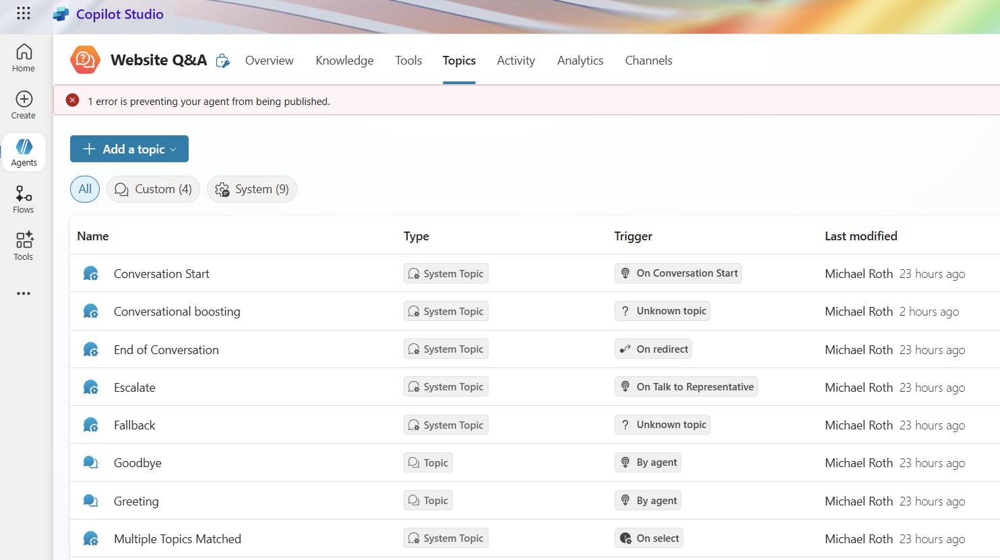 Copilot Studio
Home
Create
Agents
Flows
Tools
Website Q&A Overview Knowledge Tools Topics Activity Analytics Channels
1 error is preventing your agent from being published.
Add a topic
All Custom (4) System (9)
Name Type Trigger Last modified
Conversation Start System Topic On Conversation Start Michael Roth 23 hours ago
Conversational boosting System Topic Unknown topic Michael Roth 2 hours ago
End of Conversation System Topic On redirect Michael Roth 23 hours ago
Escalate System Topic On Talk to Representative Michael Roth 23 hours ago
Fallback System Topic Unknown topic Michael Roth 23 hours ago
Goodbye Topic By agent Michael Roth 23 hours ago
Greeting Topic By agent Michael Roth 23 hours ago
Multiple Topics Matched System Topic On select Michael Roth 23 hours ago